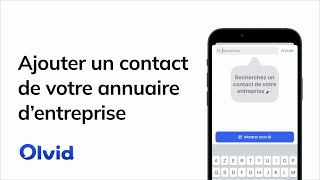 Ajouter un contact
de votre annuaire
d'entreprise
Olvid
Recherche
Annuler
Recherchez un
contact de votre
entreprise
Montrer mon ID
A Z E R T Y U I O P
Q S D F G H J K L M